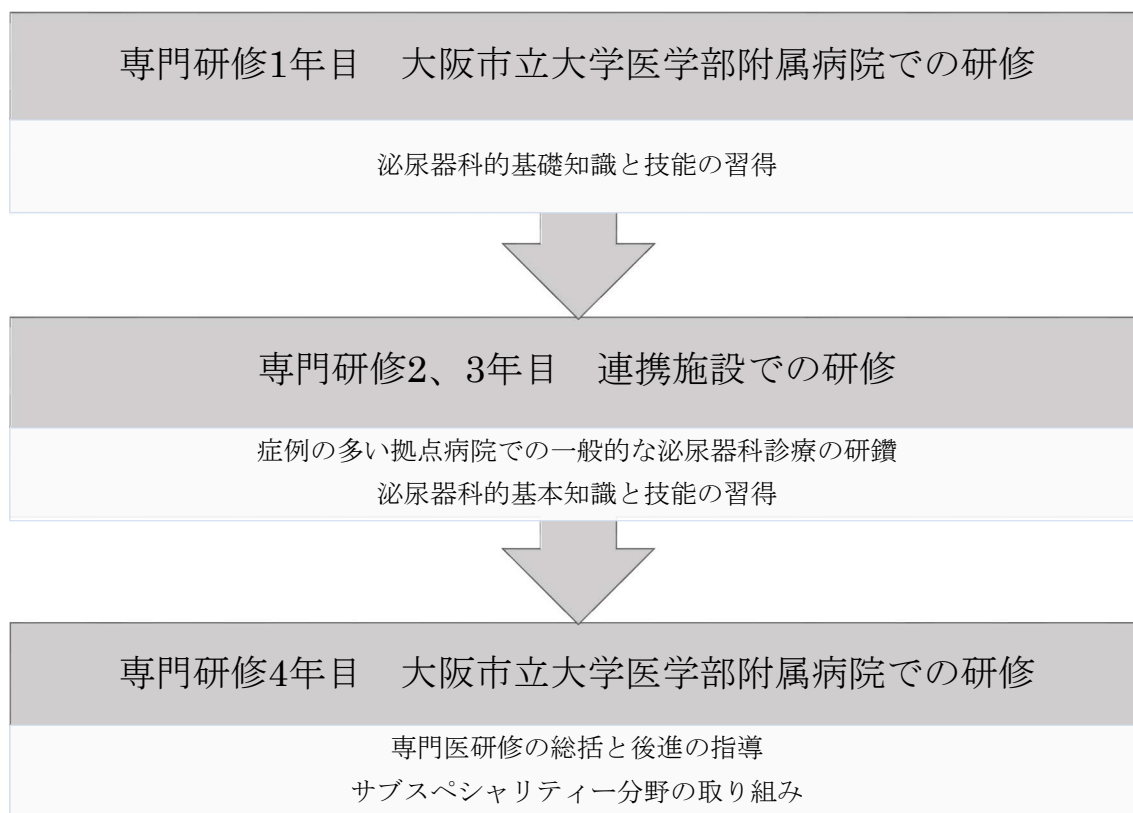 専門研修1年目　大阪市立大学医学部附属病院での研修
泌尿器科的基礎知識と技能の習得
専門研修2、3年目　連携施設での研修
症例の多い拠点病院での一般的な泌尿器科診療の研鑽
泌尿器科的基本知識と技能の習得
専門研修4年目　大阪市立大学医学部附属病院での研修
専門医研修の総括と後進の指導
サブスペシャリティー分野の取り組み